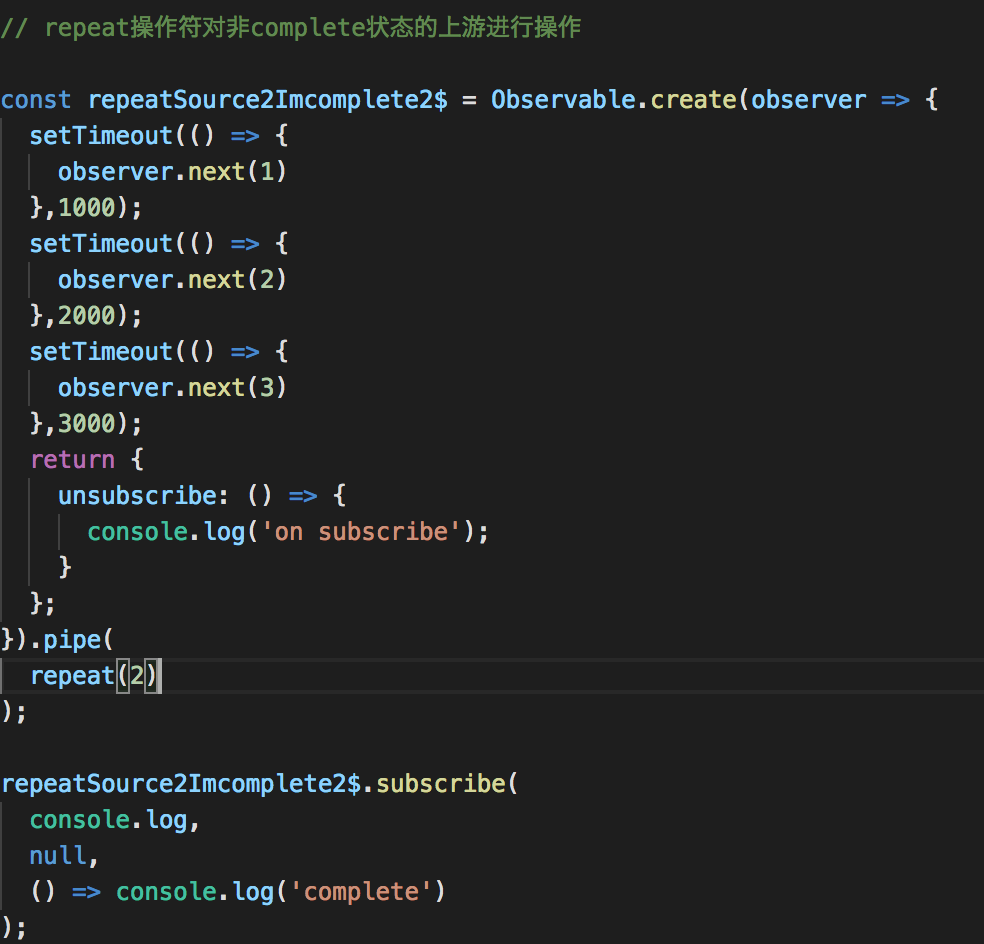 // repeat操作符对非complete状态的上游进行操作
const repeatSource2Imcomplete2$ = Observable.create(observer => {
  setTimeout(() => {
    observer.next(1)
  },1000);
  setTimeout(() => {
    observer.next(2)
  },2000);
  setTimeout(() => {
    observer.next(3)
  },3000);
  return {
    unsubscribe: () => {
      console.log('on subscribe');
    }
  };
}).pipe(
  repeat(2)
);
repeatSource2Imcomplete2$.subscribe(
  console.log,
  null,
  () => console.log('complete')
);